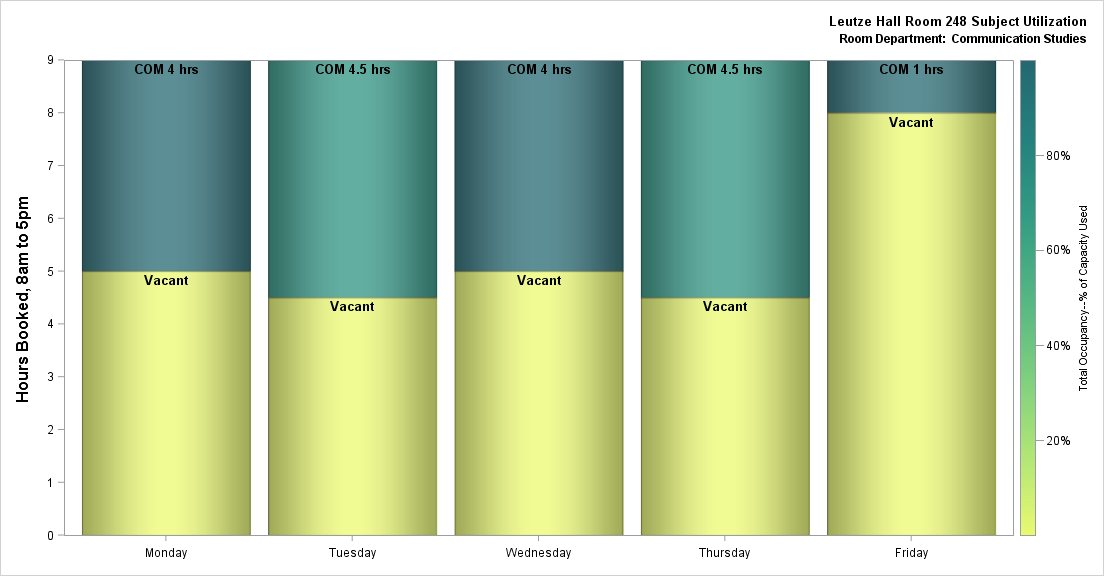 Leutze Hall Room 248 Subject Utilization
Room Department: Communication Studies
Hours Booked, 8am to 5pm
9
8
7
6
5
4
3
2
1
0
COM 4 hrs
Vacant
COM 4.5 hrs
Vacant
COM 4 hrs
Vacant
COM 4.5 hrs
Vacant
COM 1 hrs
Vacant
Monday
Tuesday
Wednesday
Thursday
Friday
80%
60%
40%
20%
Total Occupancy--% of Capacity Used